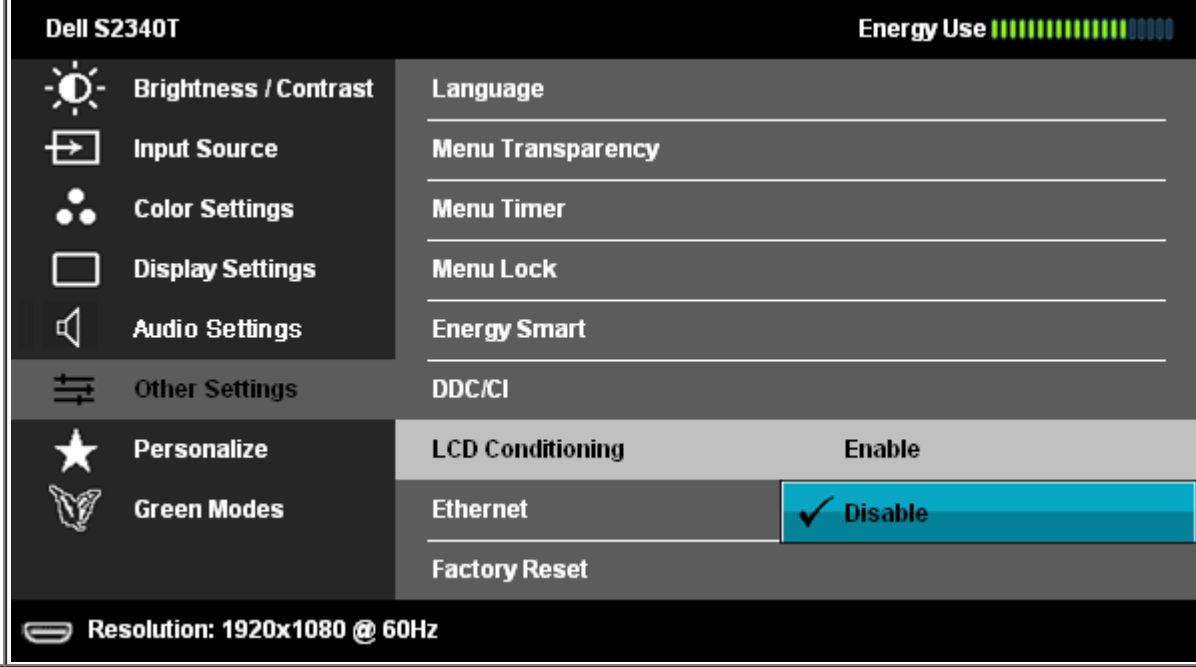 Dell S2340T Energy Use
Brightness / Contrast Language
Input Source Menu Transparency
Color Settings Menu Timer
Display Settings Menu Lock
Audio Settings Energy Smart
Other Settings DDC/CI
Personalize LCD Conditioning Enable
Green Modes Ethernet ✓ Disable
Factory Reset
Resolution: 1920x1080 @ 60Hz